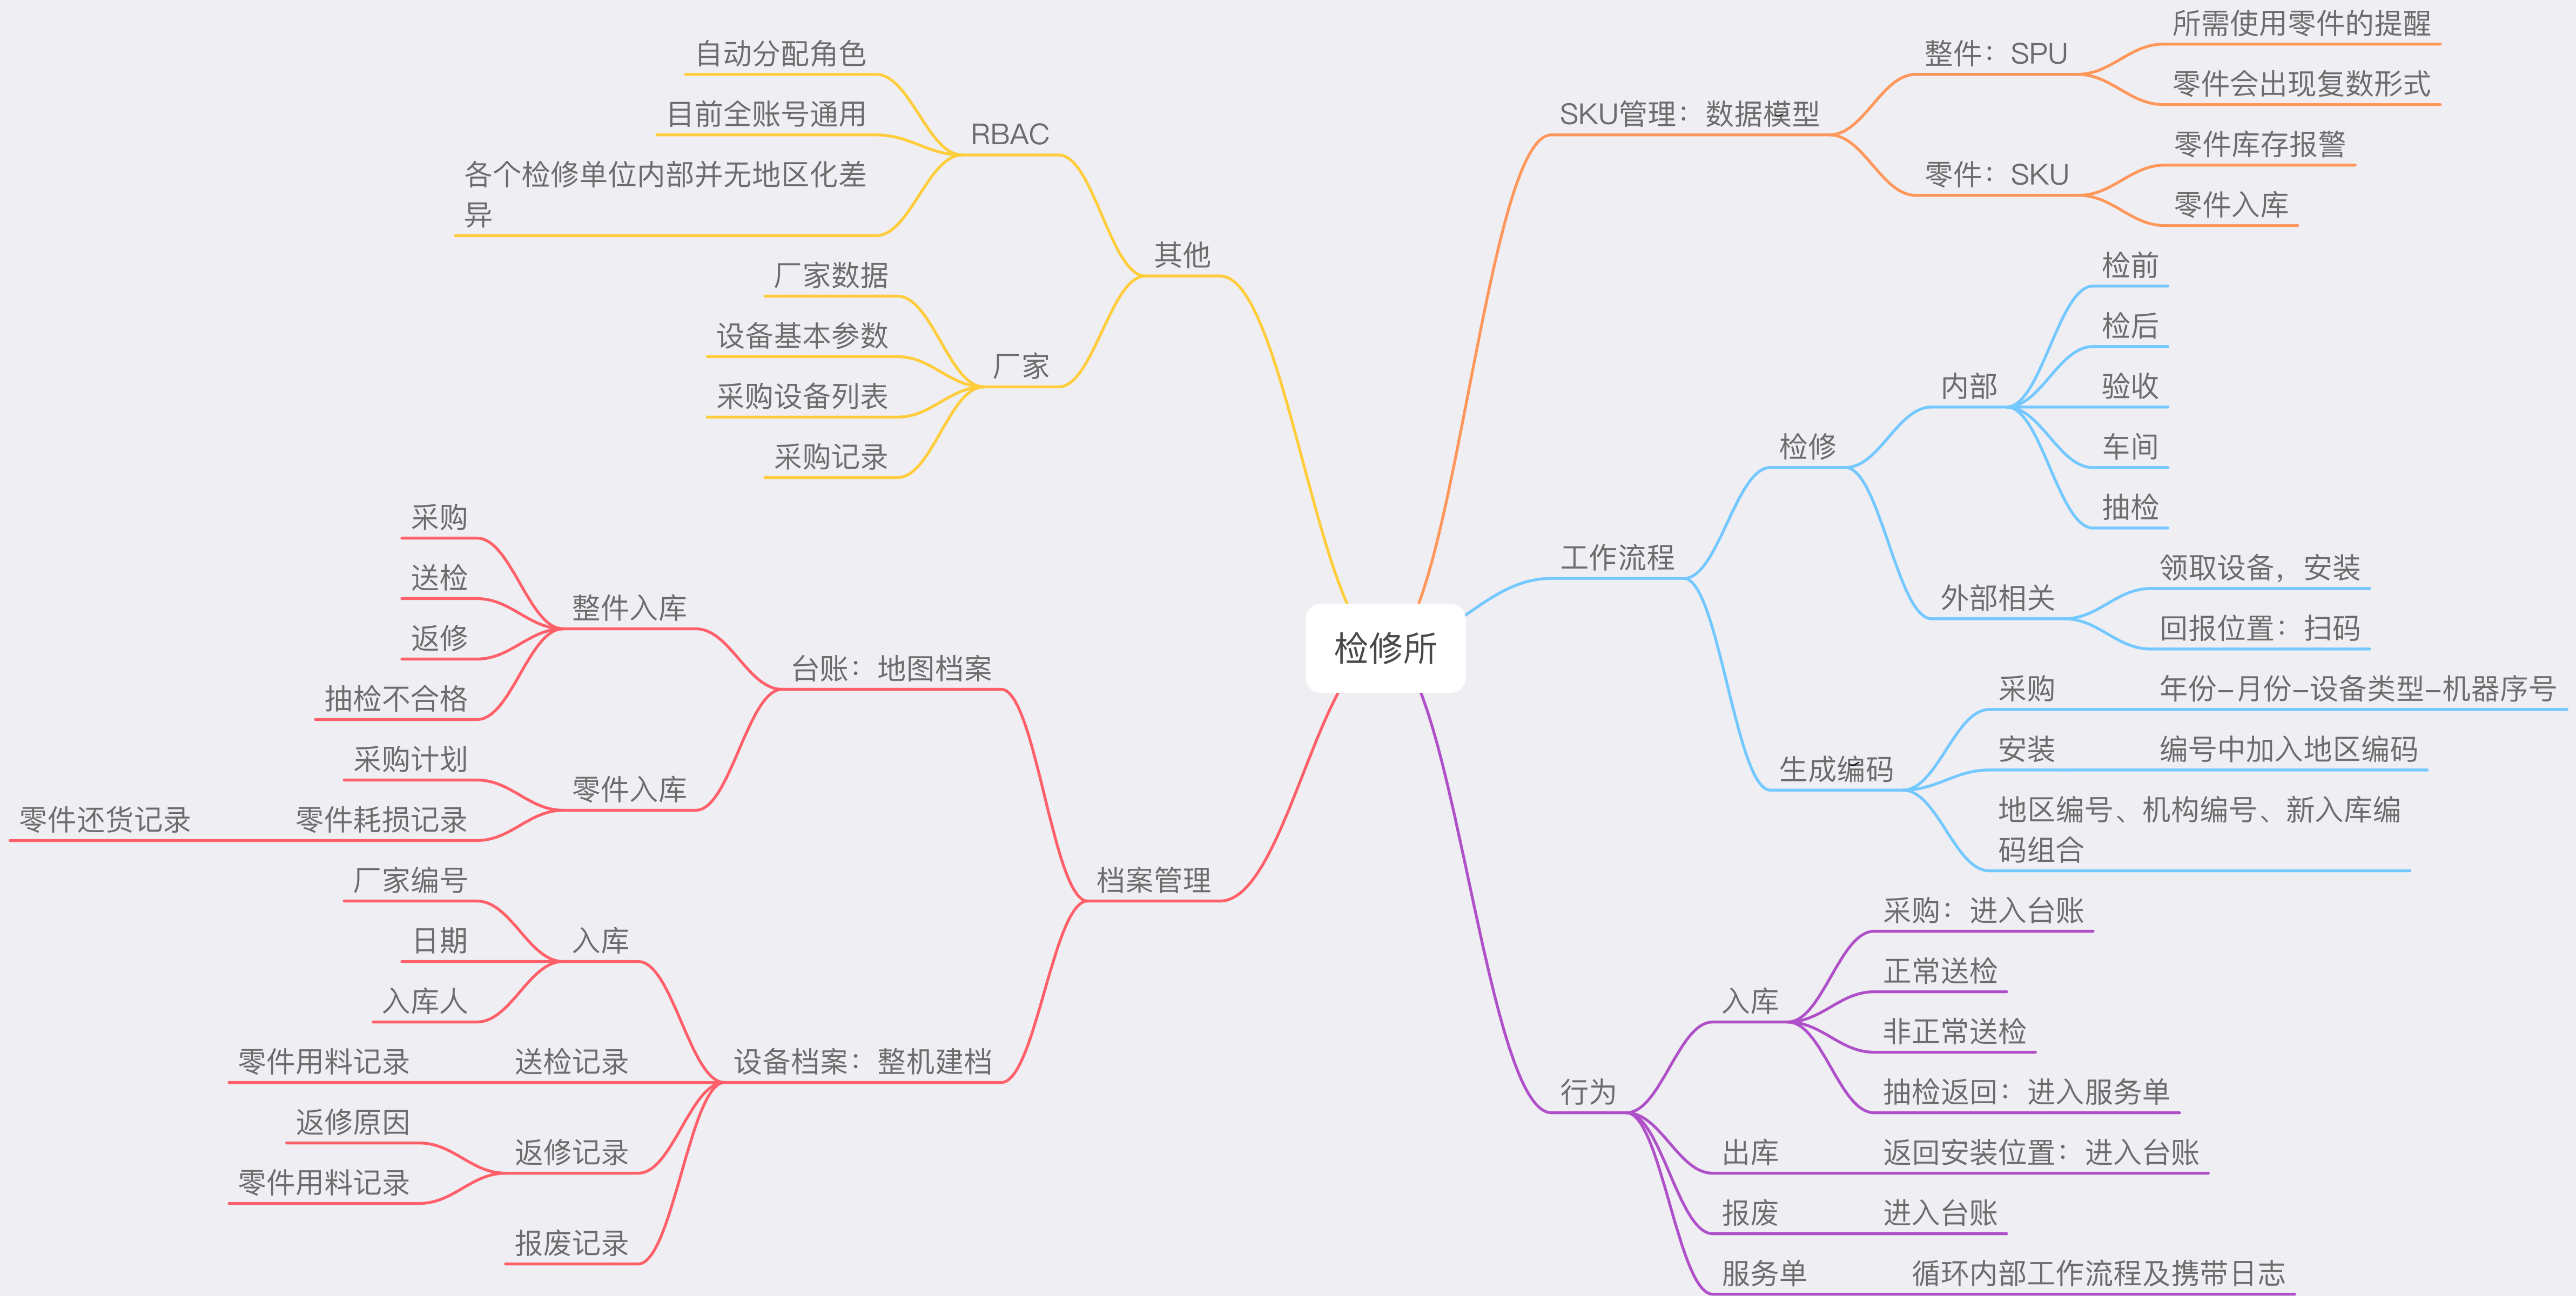 检修所
SKU管理：数据模型
整件：SPU
所需使用零件的提醒
零件会出现复数形式
零件：SKU
零件库存报警
零件入库
工作流程
检修
内部
检前
检后
验收
车间
抽检
外部相关
领取设备，安装
回报位置：扫码
生成编码
采购
年份-月份-设备类型-机器序号
安装
编号中加入地区编码
地区编号、机构编号、新入库编
码组合
行为
入库
采购：进入台账
正常送检
非正常送检
抽检返回：进入服务单
出库
返回安装位置：进入台账
报废
进入台账
服务单
循环内部工作流程及携带日志
其他
RBAC
自动分配角色
目前全账号通用
各个检修单位内部并无地区化差
异
厂家
厂家数据
设备基本参数
采购设备列表
采购记录
档案管理
台账：地图档案
整件入库
采购
送检
返修
抽检不合格
零件入库
采购计划
零件耗损记录
零件还货记录
设备档案：整机建档
入库
厂家编号
日期
入库人
送检记录
零件用料记录
返修记录
返修原因
零件用料记录
报废记录